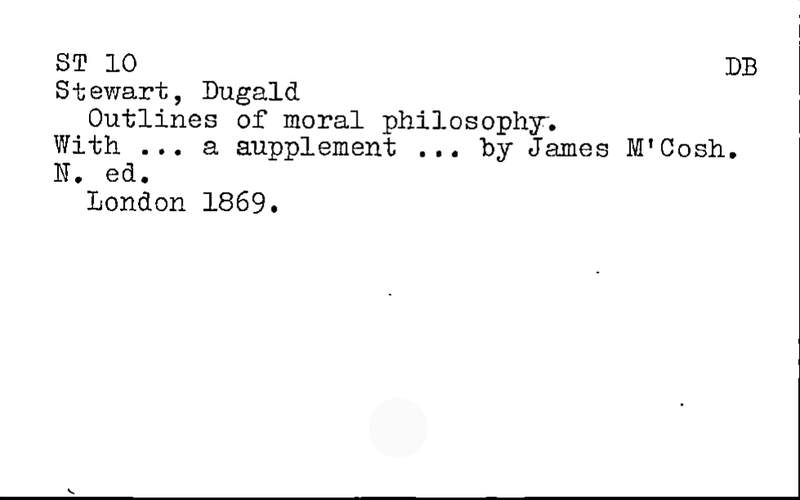 ST 10 DB
Stewart, Dugald
Outlines of moral philosophy.
With ... a aupplement ... by James M'Cosh.
N. ed.
London 1869.